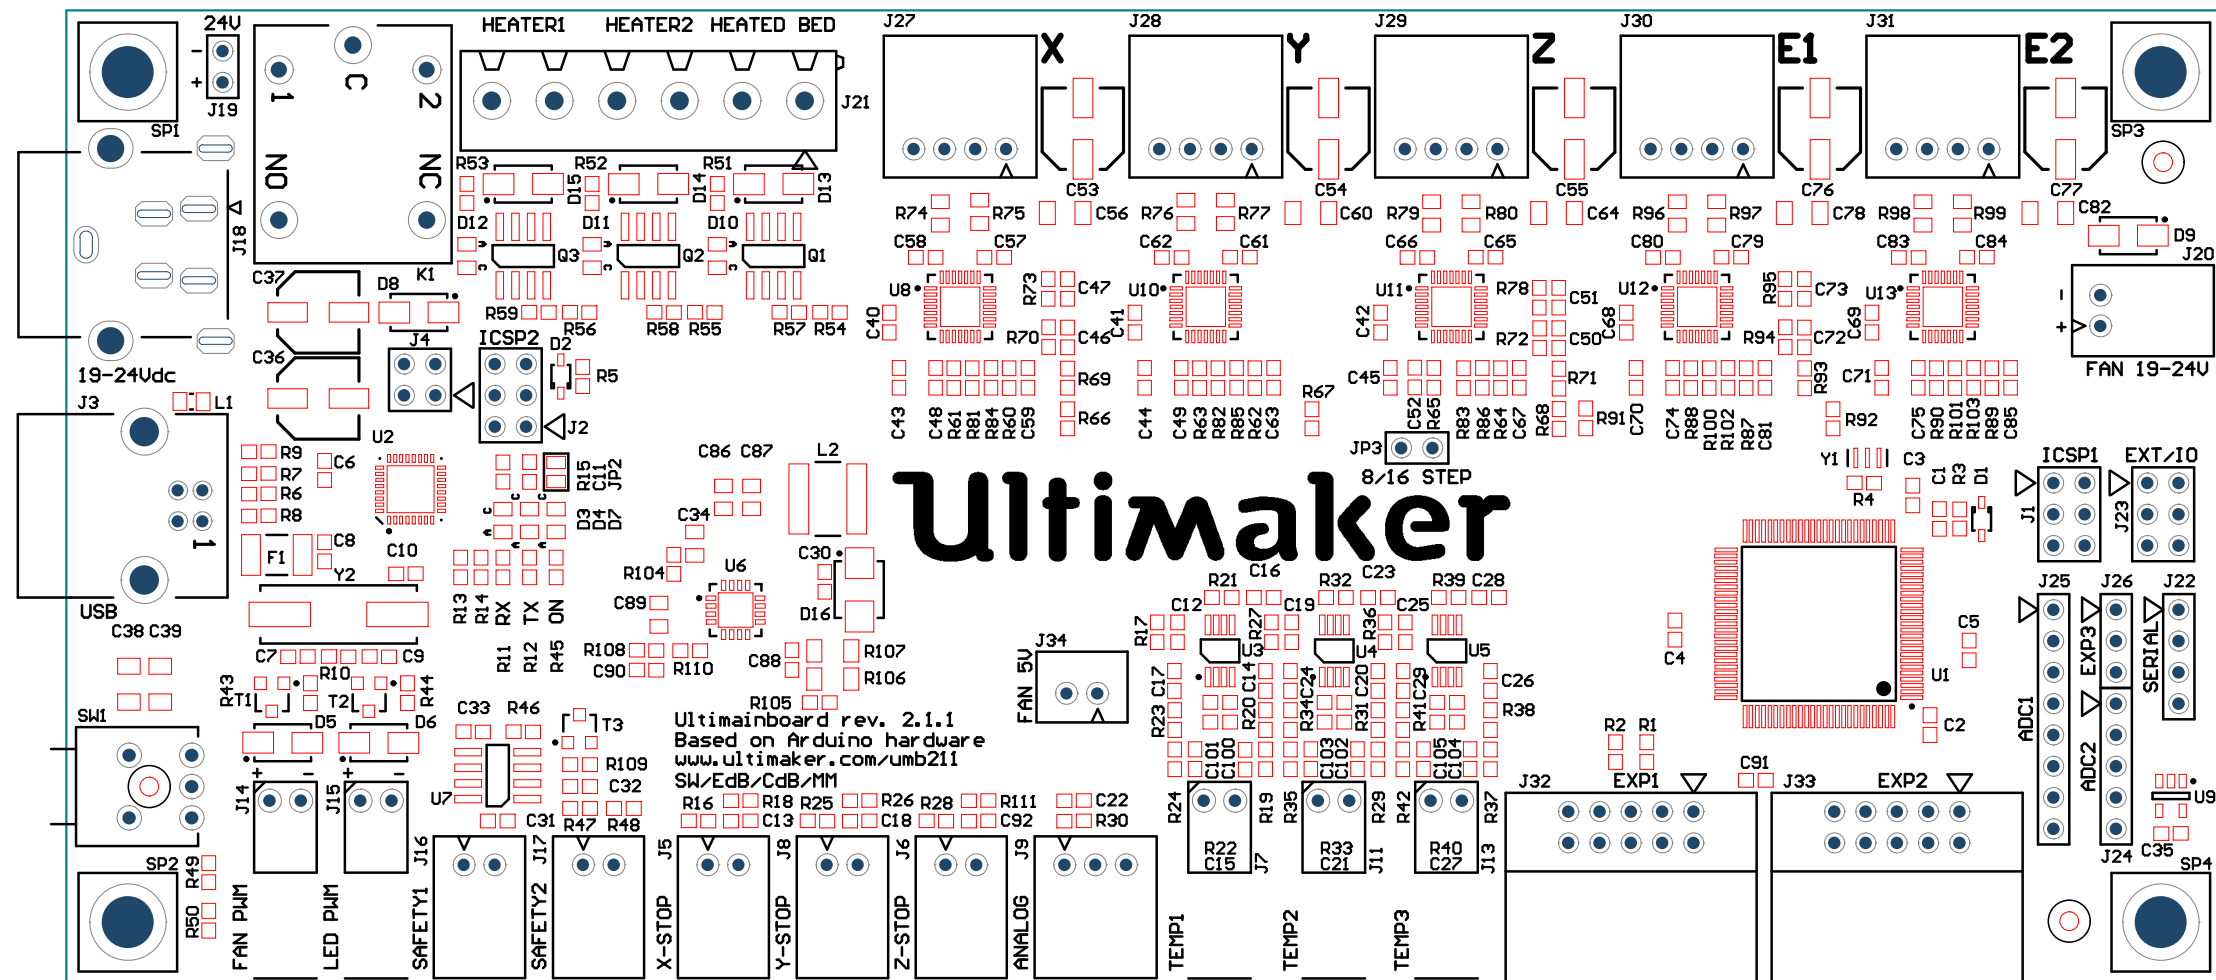 24V
HEATER1 HEATER2 HEATED BED
J27 J28 J29 J30 J31
X Y Z E1 E2
- + J19
C 1 2 NO NC K1
J21
SP1 SP3
C53 C54 C55 C76 C77
R53 D15 R52 D14 R51 D13
D12 D11 D10
Q3 Q2 Q1
R74 R75 C56 R76 R77 C60 R79 R80 C64 R96 R97 C78 R98 R99 C82
D9
J20
J18
C58 C57 C62 C61 C66 C65 C80 C79 C83 C84
C37 D8
U8 R73 C47 U10 U11 R78 C51 U12 R95 C73 U13
- +
R59 R56 R58 R55 R57 R54
C40 R70 C46 C41 C42 R72 C50 C68 R94 C72 C69
FAN 19-24V
C36 J4 ICSP2 D2 R5
19-24Vdc
R69 R67 C45 R71 R93 C71
J3 L1 J2
C43 C48 R61 R81 R84 R60 C59 R66
C44 C49 R63 R82 R85 R62 C63
C52 R65 R83 R86 R64 C67 R68 R91
C70 C74 R88 R100 R102 R87 C81 R92
C75 R90 R101 R103 R89 C85
U2
R9 R7 R6 R8
C6 C8
R15 C11 JP2
C86 C87 L2
JP3
8/16 STEP
Ultimaker
Y1 R4 C3 C1 R3 D1
ICSP1 EXT/IO
J1 J23
1
C A C A C A
D3 D4 D7
C34
F1 C10 Y2
R104 U6 C30 D16
USB
R13 R14 RX TX ON
R11 R12 R45
C89
C38 C39
R21 C16 R32 C23 R39 C28
C12 C19 C25
R17 R27 R36
U3 U4 U5
J25 J26 J22
EXP3 SERIAL
C4 U1 C5
C7 R10 C9
R108 C90 R110 C88 R107 R106
J34
FAN 5V
C17 C14 C24 C20 C29 C26
R43 T1 T2 R44
R105
R23 R20 R34 R31 R41 R38
ADC1 ADC2
SW1 D5 D6
C33 R46 T3
Ultimainboard rev. 2.1.1
Based on Arduino hardware
www.ultimaker.com/umb211
SW/EdB/CdB/MM
C101 C100 C103 C102 C105 C104
R2 R1 C2
+ - + -
J14 J15 U7
R109 C32
C31 R47 R48
R16 R18 R25 R26 R28 R111 C22
C13 C18 C92 R30
R24 R19 R35 R29 R42 R37
J32 EXP1 C91 J33 EXP2
U9
C35
J24
SP2 R49 R50
J16 J17 J5 J8 J6 J9
R22 C15 J7 R33 C21 J11 R40 C27 J13
SP4
FAN PWM
LED PWM
SAFETY1
SAFETY2
X-STOP
Y-STOP
Z-STOP
ANALOG
TEMP1
TEMP2
TEMP3